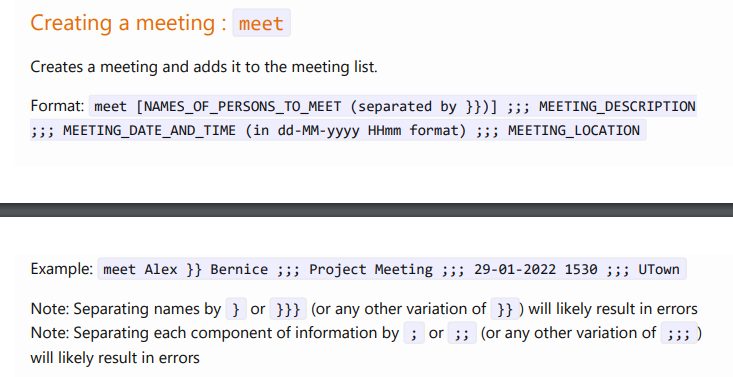 Creating a meeting : meet
Creates a meeting and adds it to the meeting list.
Format: meet [NAMES_OF_PERSONS_TO_MEET (separated by }})] ;;; MEETING_DESCRIPTION
;;; MEETING_DATE_AND_TIME (in dd-MM-yyyy HHmm format) ;;; MEETING_LOCATION
Example: meet Alex }} Bernice ;;; Project Meeting ;;; 29-01-2022 1530 ;;; UTown
Note: Separating names by } or }}} (or any other variation of }} ) will likely result in errors
Note: Separating each component of information by ; or ;; (or any other variation of ;;; )
will likely result in errors